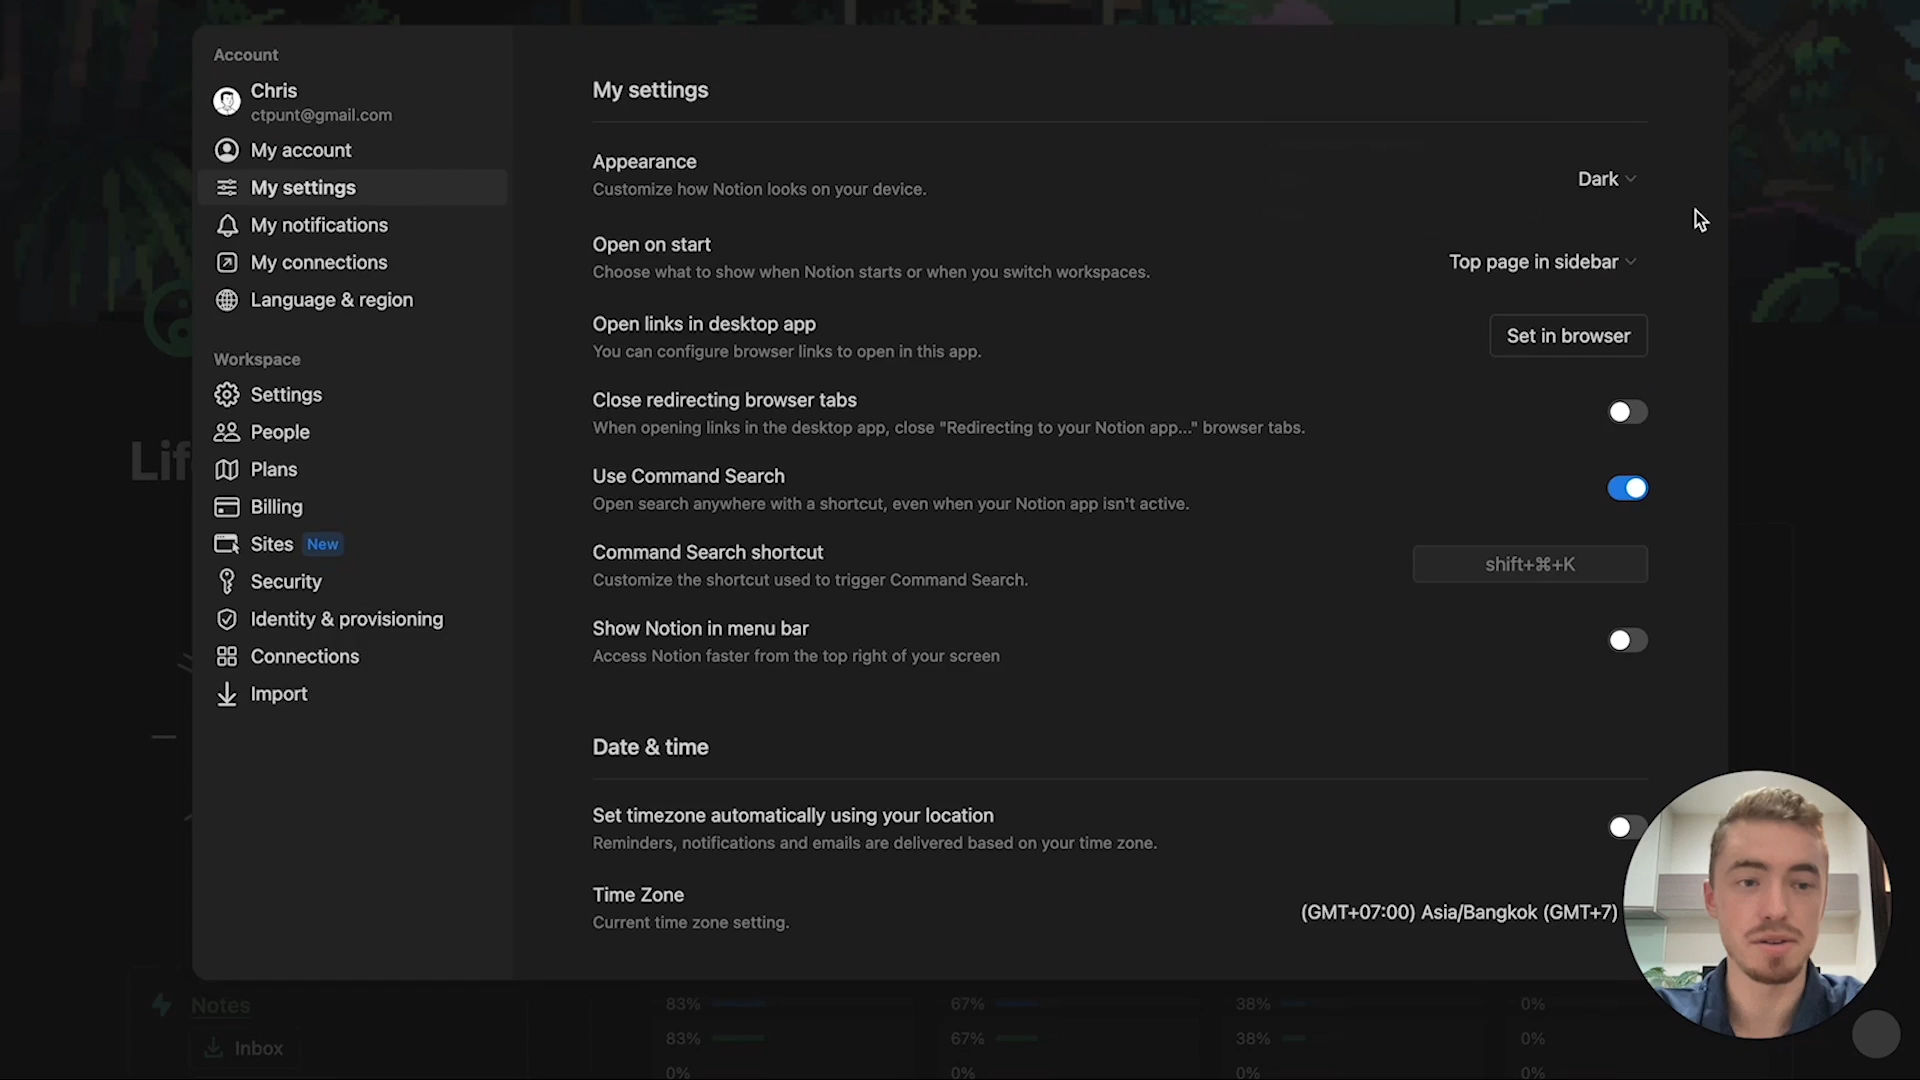 Account
Chris
ctpunt@gmail.com
My account
My settings
My notifications
My connections
Language & region
Workspace
Settings
People
Plans
Billing
Sites New
Security
Identity & provisioning
Connections
Import
My settings
Appearance
Customize how Notion looks on your device.
Dark
Open on start
Choose what to show when Notion starts or when you switch workspaces.
Top page in sidebar
Open links in desktop app
You can configure browser links to open in this app.
Set in browser
Close redirecting browser tabs
When opening links in the desktop app, close "Redirecting to your Notion app..." browser tabs.
Use Command Search
Open search anywhere with a shortcut, even when your Notion app isn't active.
Command Search shortcut
Customize the shortcut used to trigger Command Search.
shift+⌘+K
Show Notion in menu bar
Access Notion faster from the top right of your screen
Date & time
Set timezone automatically using your location
Reminders, notifications and emails are delivered based on your time zone.
Time Zone
Current time zone setting.
(GMT+07:00) Asia/Bangkok (GMT+7)
Notes
Inbox
83% 67% 38% 0%
83% 67% 38% 0%
0% 0% 0% 0%